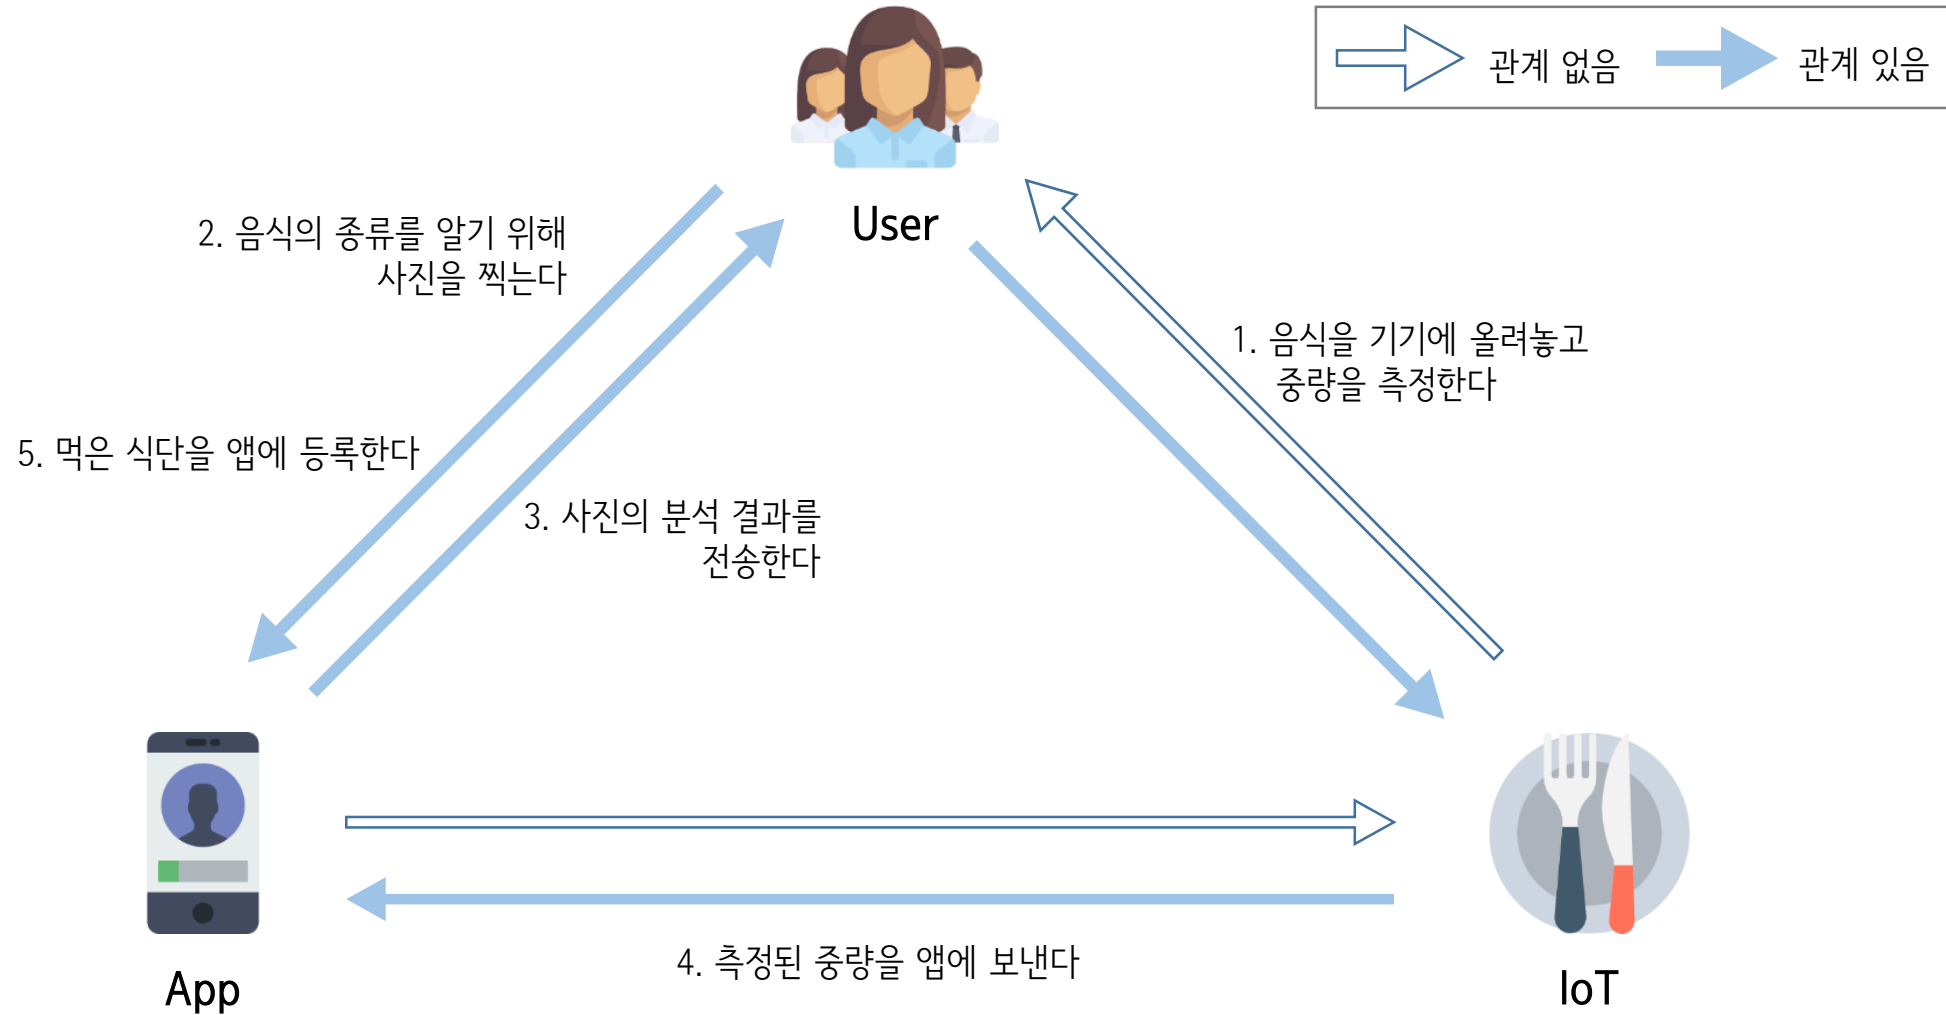 관계 없음
관계 있음
User
2. 음식의 종류를 알기 위해
사진을 찍는다
1. 음식을 기기에 올려놓고
중량을 측정한다
5. 먹은 식단을 앱에 등록한다
3. 사진의 분석 결과를
전송한다
4. 측정된 중량을 앱에 보낸다
App
IoT